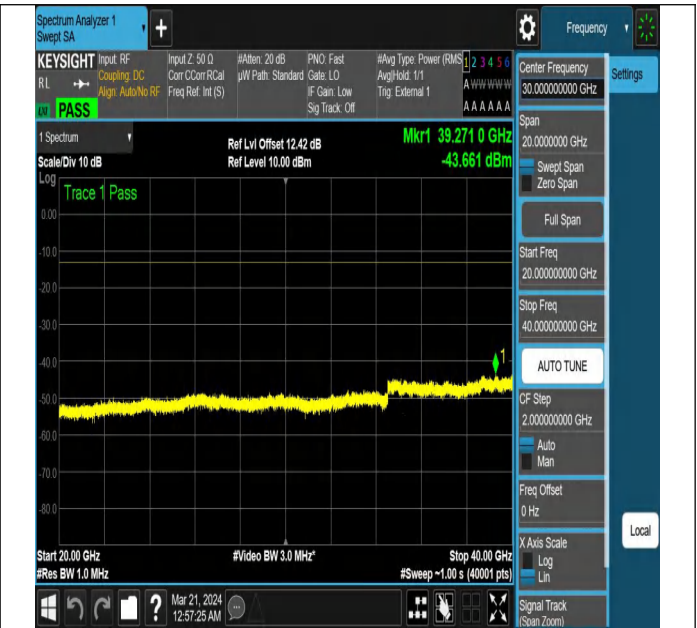 Spectrum Analyzer 1
Swept SA
+
Frequency
KEYSIGHT
RL
PASS
Input: RF
Coupling: DC
Align: Auto/No RF
Input Z: 50 Ω
Corr CCorr RCal
Freq Ref: Int (S)
#Atten: 20 dB
µW Path: Standard
PNO: Fast
Gate: LO
IF Gain: Low
Sig Track: Off
#Avg Type: Power (RMS
Avg|Hold: 1/1
Trig: External 1
1 2 3 4 5 6
A W W W W W
A A A A A A
Center Frequency
30.000000000 GHz
Settings
Span
20.0000000 GHz
Swept Span
Zero Span
Full Span
Start Freq
20.000000000 GHz
Stop Freq
40.000000000 GHz
AUTO TUNE
CF Step
2.000000000 GHz
Auto
Man
Freq Offset
0 Hz
X Axis Scale
Log
Lin
Signal Track
(Span Zoom)
Local
1 Spectrum
Scale/Div 10 dB
Ref Lvl Offset 12.42 dB
Ref Level 10.00 dBm
Mkr1 39.271 0 GHz
-43.661 dBm
Log
Trace 1 Pass
0.00
-10.0
-20.0
-30.0
-40.0
-50.0
-60.0
-70.0
-80.0
1
Start 20.00 GHz
#Res BW 1.0 MHz
#Video BW 3.0 MHz*
Stop 40.00 GHz
#Sweep ~1.00 s (40001 pts)
?
Mar 21, 2024
12:57:25 AM